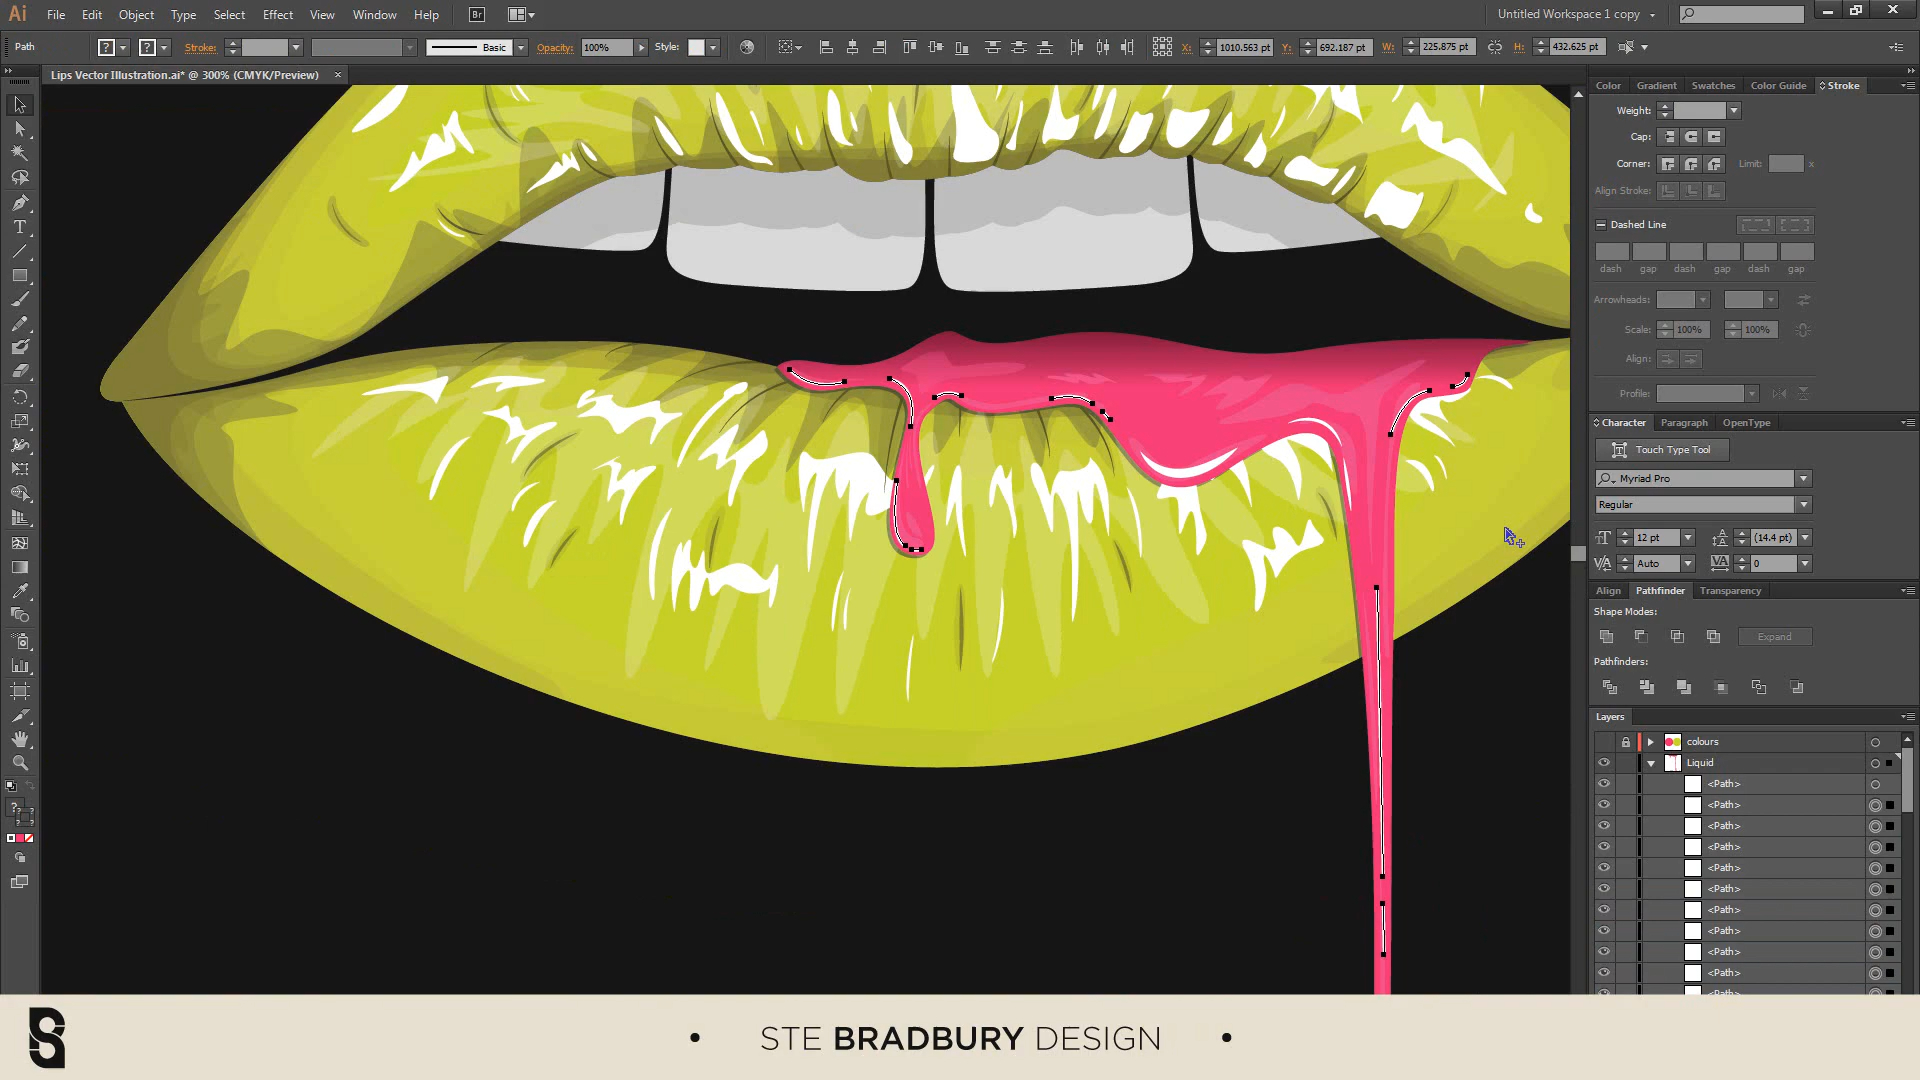 Ai File Edit Object Type Select Effect View Window Help Br Untitled Workspace 1 copy
Path ? ? Stroke: Basic Opacity: 100% Style: X: 1010.563 pt Y: 692.187 pt W: 225.875 pt H: 432.625 pt
Lips Vector Illustration.ai* @ 300% (CMYK/Preview) ×
Color Gradient Swatches Color Guide Stroke
Weight:
Cap:
Corner: Limit: x
Align Stroke:
Dashed Line
dash gap dash gap dash gap
Arrowheads:
Scale: 100% 100%
Align:
Profile:
Character Paragraph OpenType
Touch Type Tool
Myriad Pro
Regular
12 pt (14.4 pt)
Auto 0
Align Pathfinder Transparency
Shape Modes:
Expand
Pathfinders:
Layers
colours
Liquid
<Path>
<Path>
<Path>
<Path>
<Path>
<Path>
<Path>
<Path>
<Path>
<Path>
<Path>
STE BRADBURY DESIGN